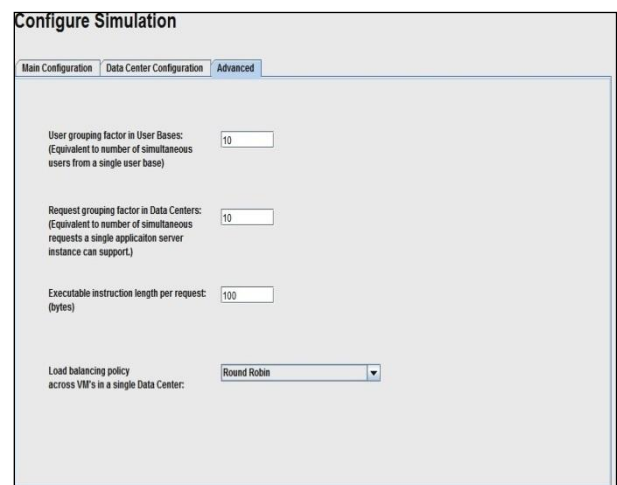 Configure Simulation
Main Configuration Data Center Configuration Advanced
User grouping factor in User Bases:
(Equivalent to number of simultaneous
users from a single user base)
10
Request grouping factor in Data Centers:
(Equivalent to number of simultaneous
requests a single applicaiton server
instance can support.)
10
Executable instruction length per request:
(bytes)
100
Load balancing policy
across VM's in a single Data Center:
Round Robin